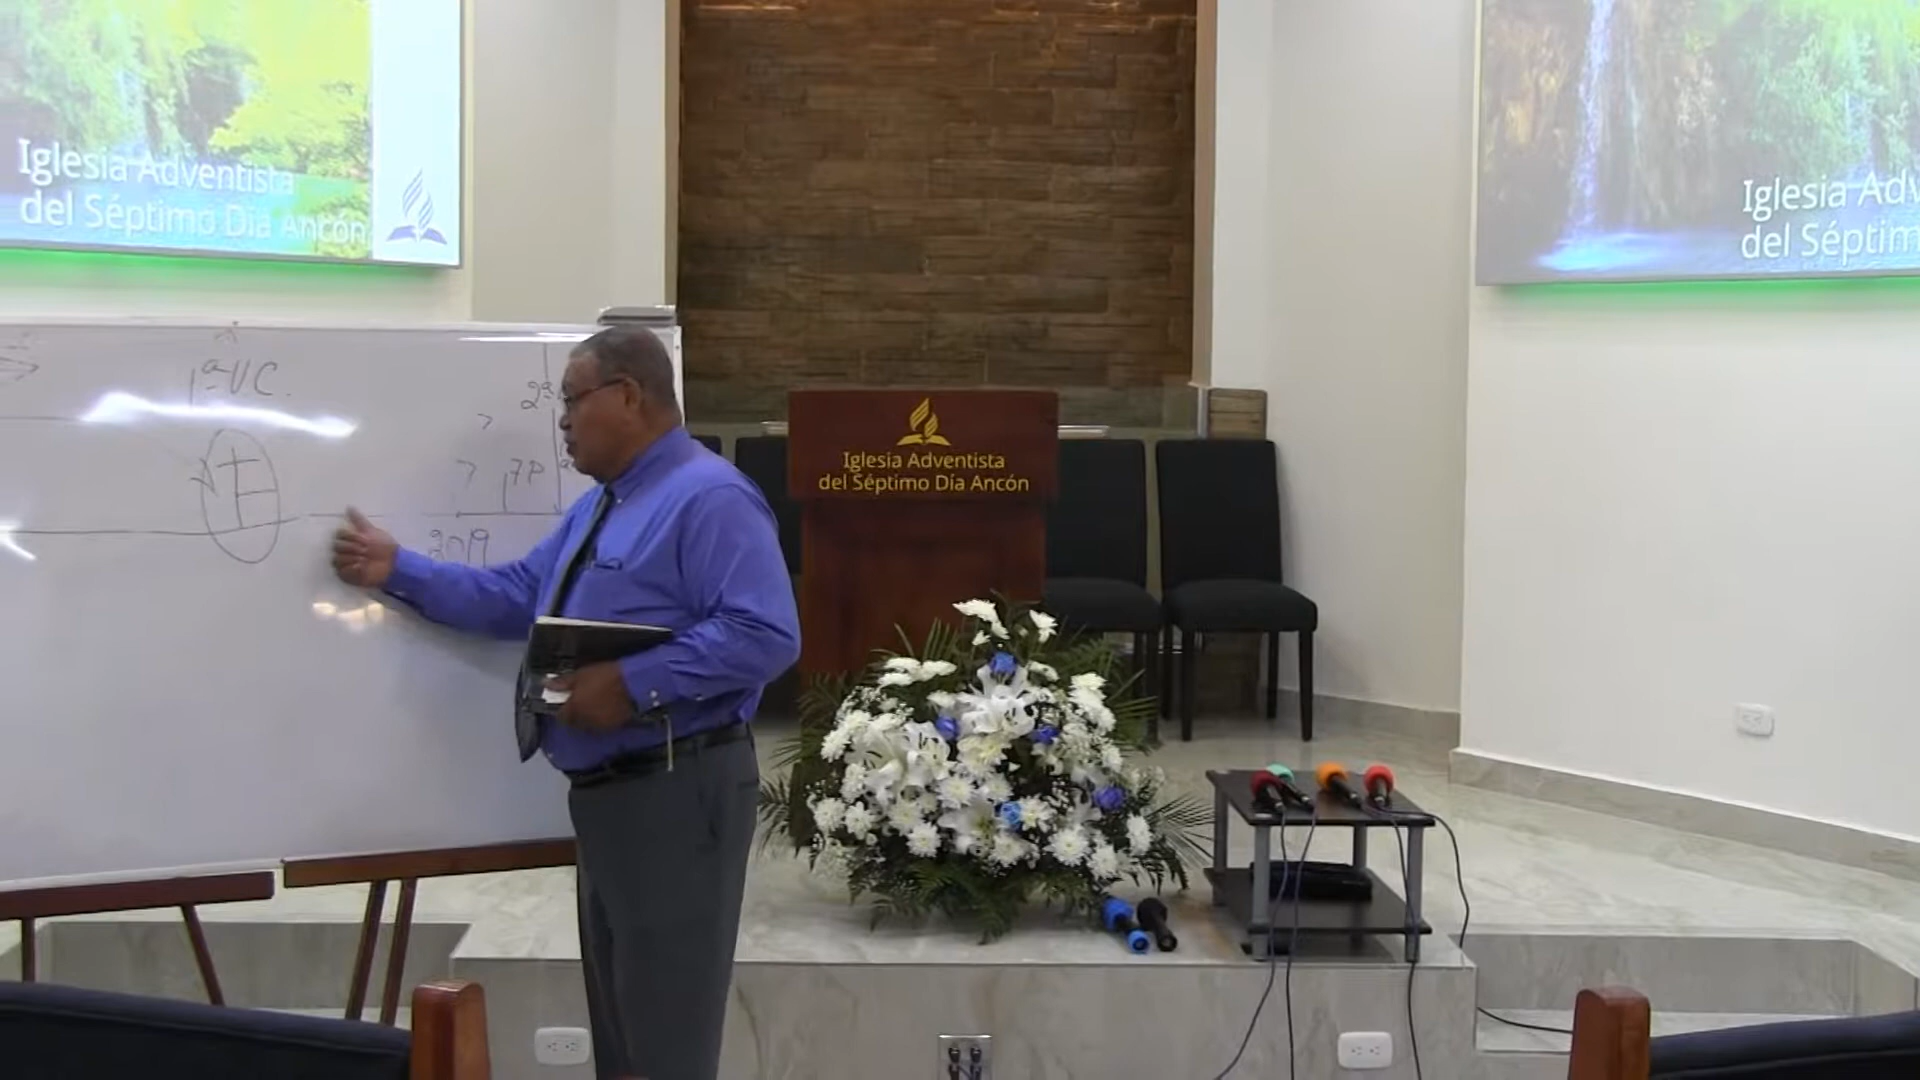 Iglesia Adventista
del Séptimo Día Ancón
Iglesia Adv
del Séptim
1ª V.C.
2ª
7P
2019
Iglesia Adventista
del Séptimo Día Ancón